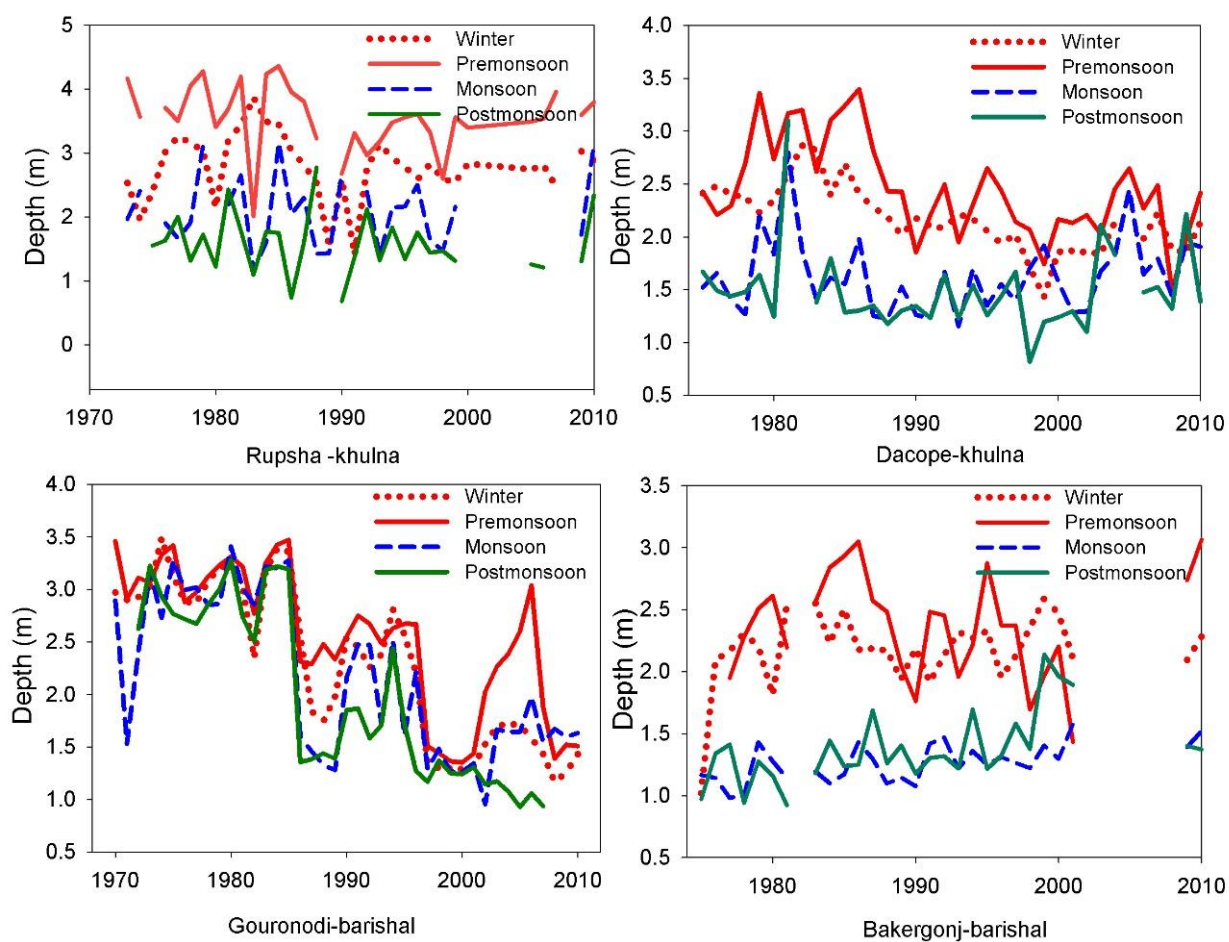 5
4
3
2
1
0
Depth (m)
Winter
Premonsoon
Monsoon
Postmonsoon
1970
1980
1990
2000
2010
Rupsha -khulna
4.0
3.5
3.0
2.5
2.0
1.5
1.0
0.5
Depth (m)
Winter
Premonsoon
Monsoon
Postmonsoon
1980
1990
2000
2010
Dacope-khulna
4.0
3.5
3.0
2.5
2.0
1.5
1.0
0.5
Depth (m)
Winter
Premonsoon
Monsoon
Postmonsoon
1970
1980
1990
2000
2010
Gouronodi-barishal
3.5
3.0
2.5
2.0
1.5
1.0
0.5
Depth (m)
Winter
Premonsoon
Monsoon
Postmonsoon
1980
1990
2000
2010
Bakergonj-barishal